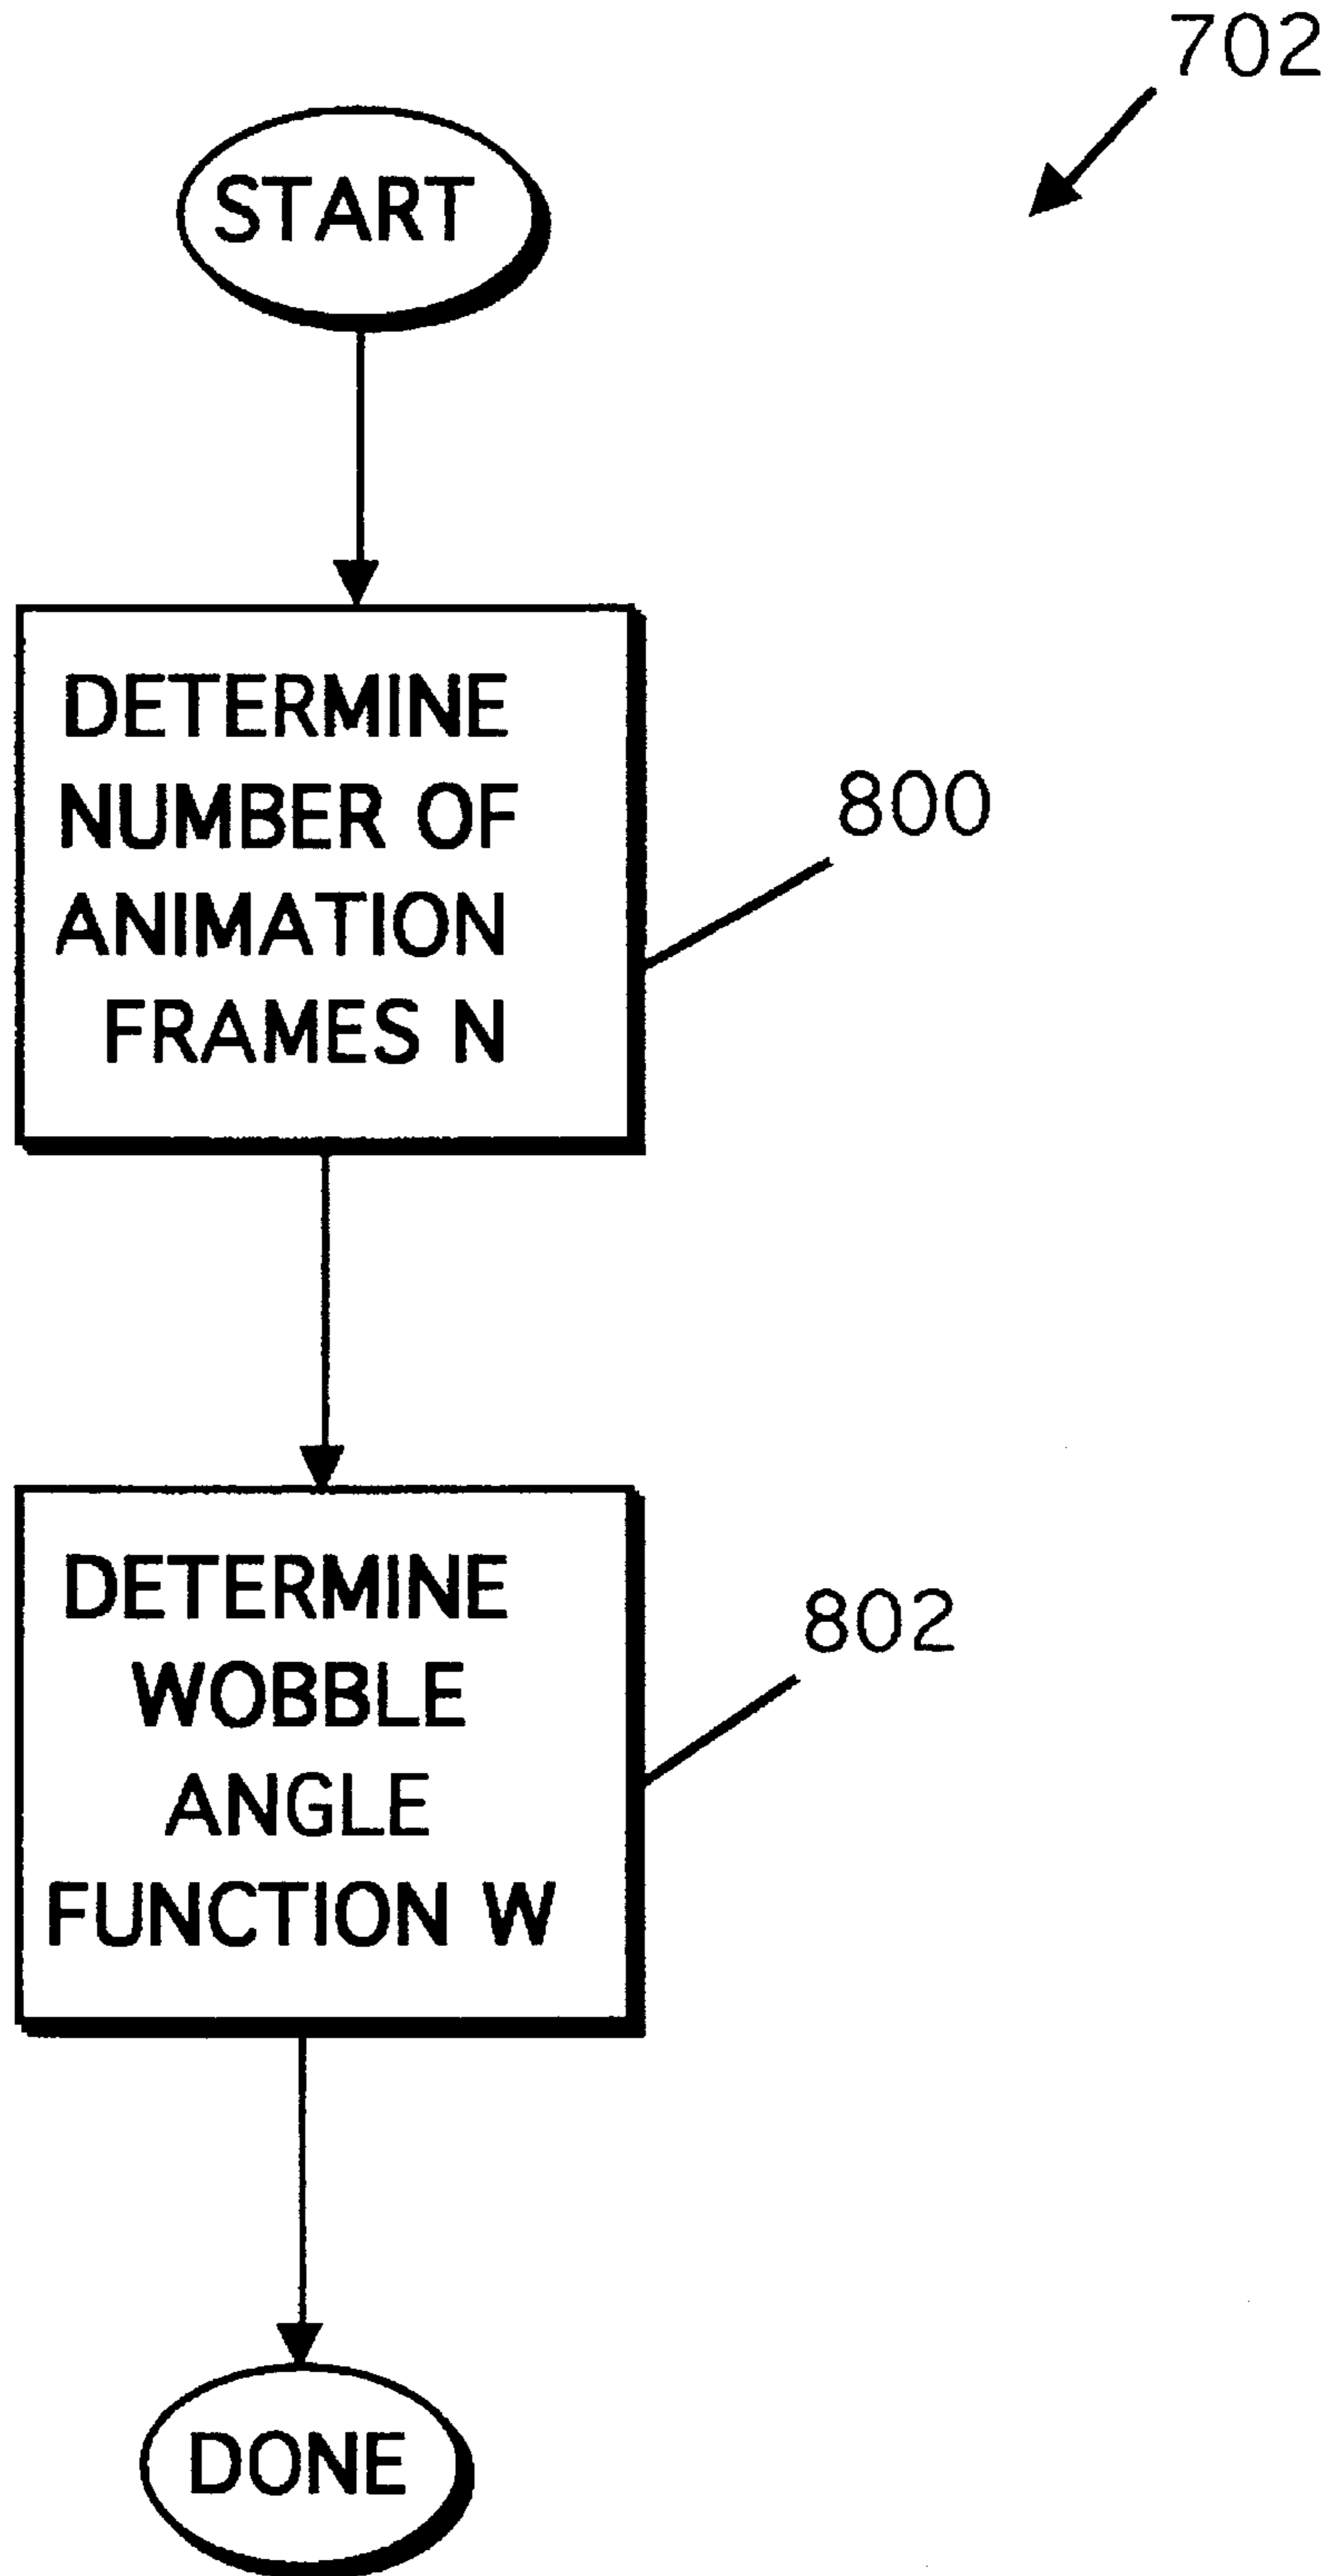 702
START
DETERMINE
NUMBER OF
ANIMATION
FRAMES N
800
DETERMINE
WOBBLE
ANGLE
FUNCTION W
802
DONE